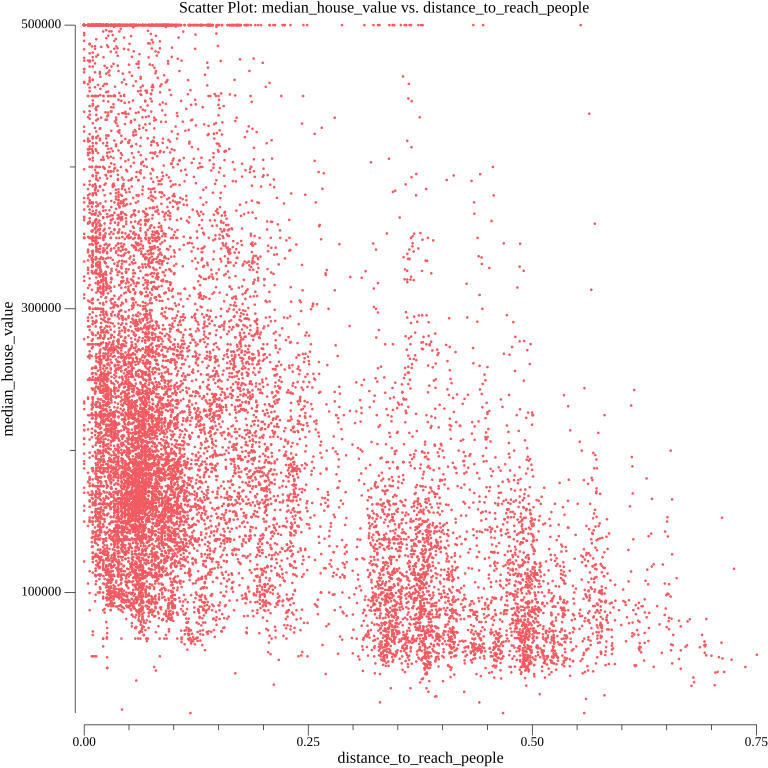 Scatter Plot: median_house_value vs. distance_to_reach_people
500000
300000
100000
median_house_value
0.00
0.25
0.50
0.75
distance_to_reach_people